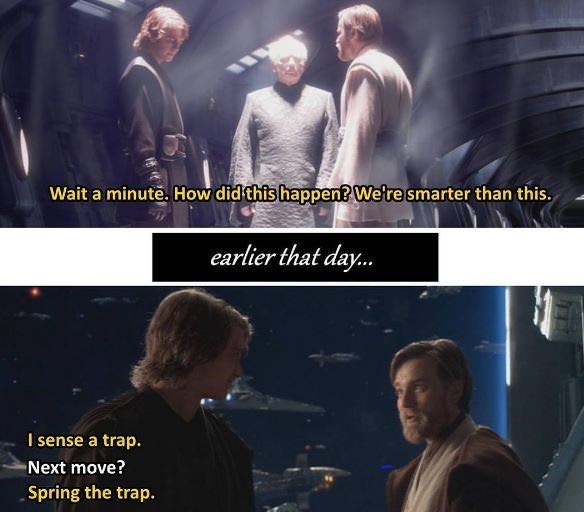 Wait a minute. How did this happen? We're smarter than this.
earlier that day...
I sense a trap.
Next move?
Spring the trap.